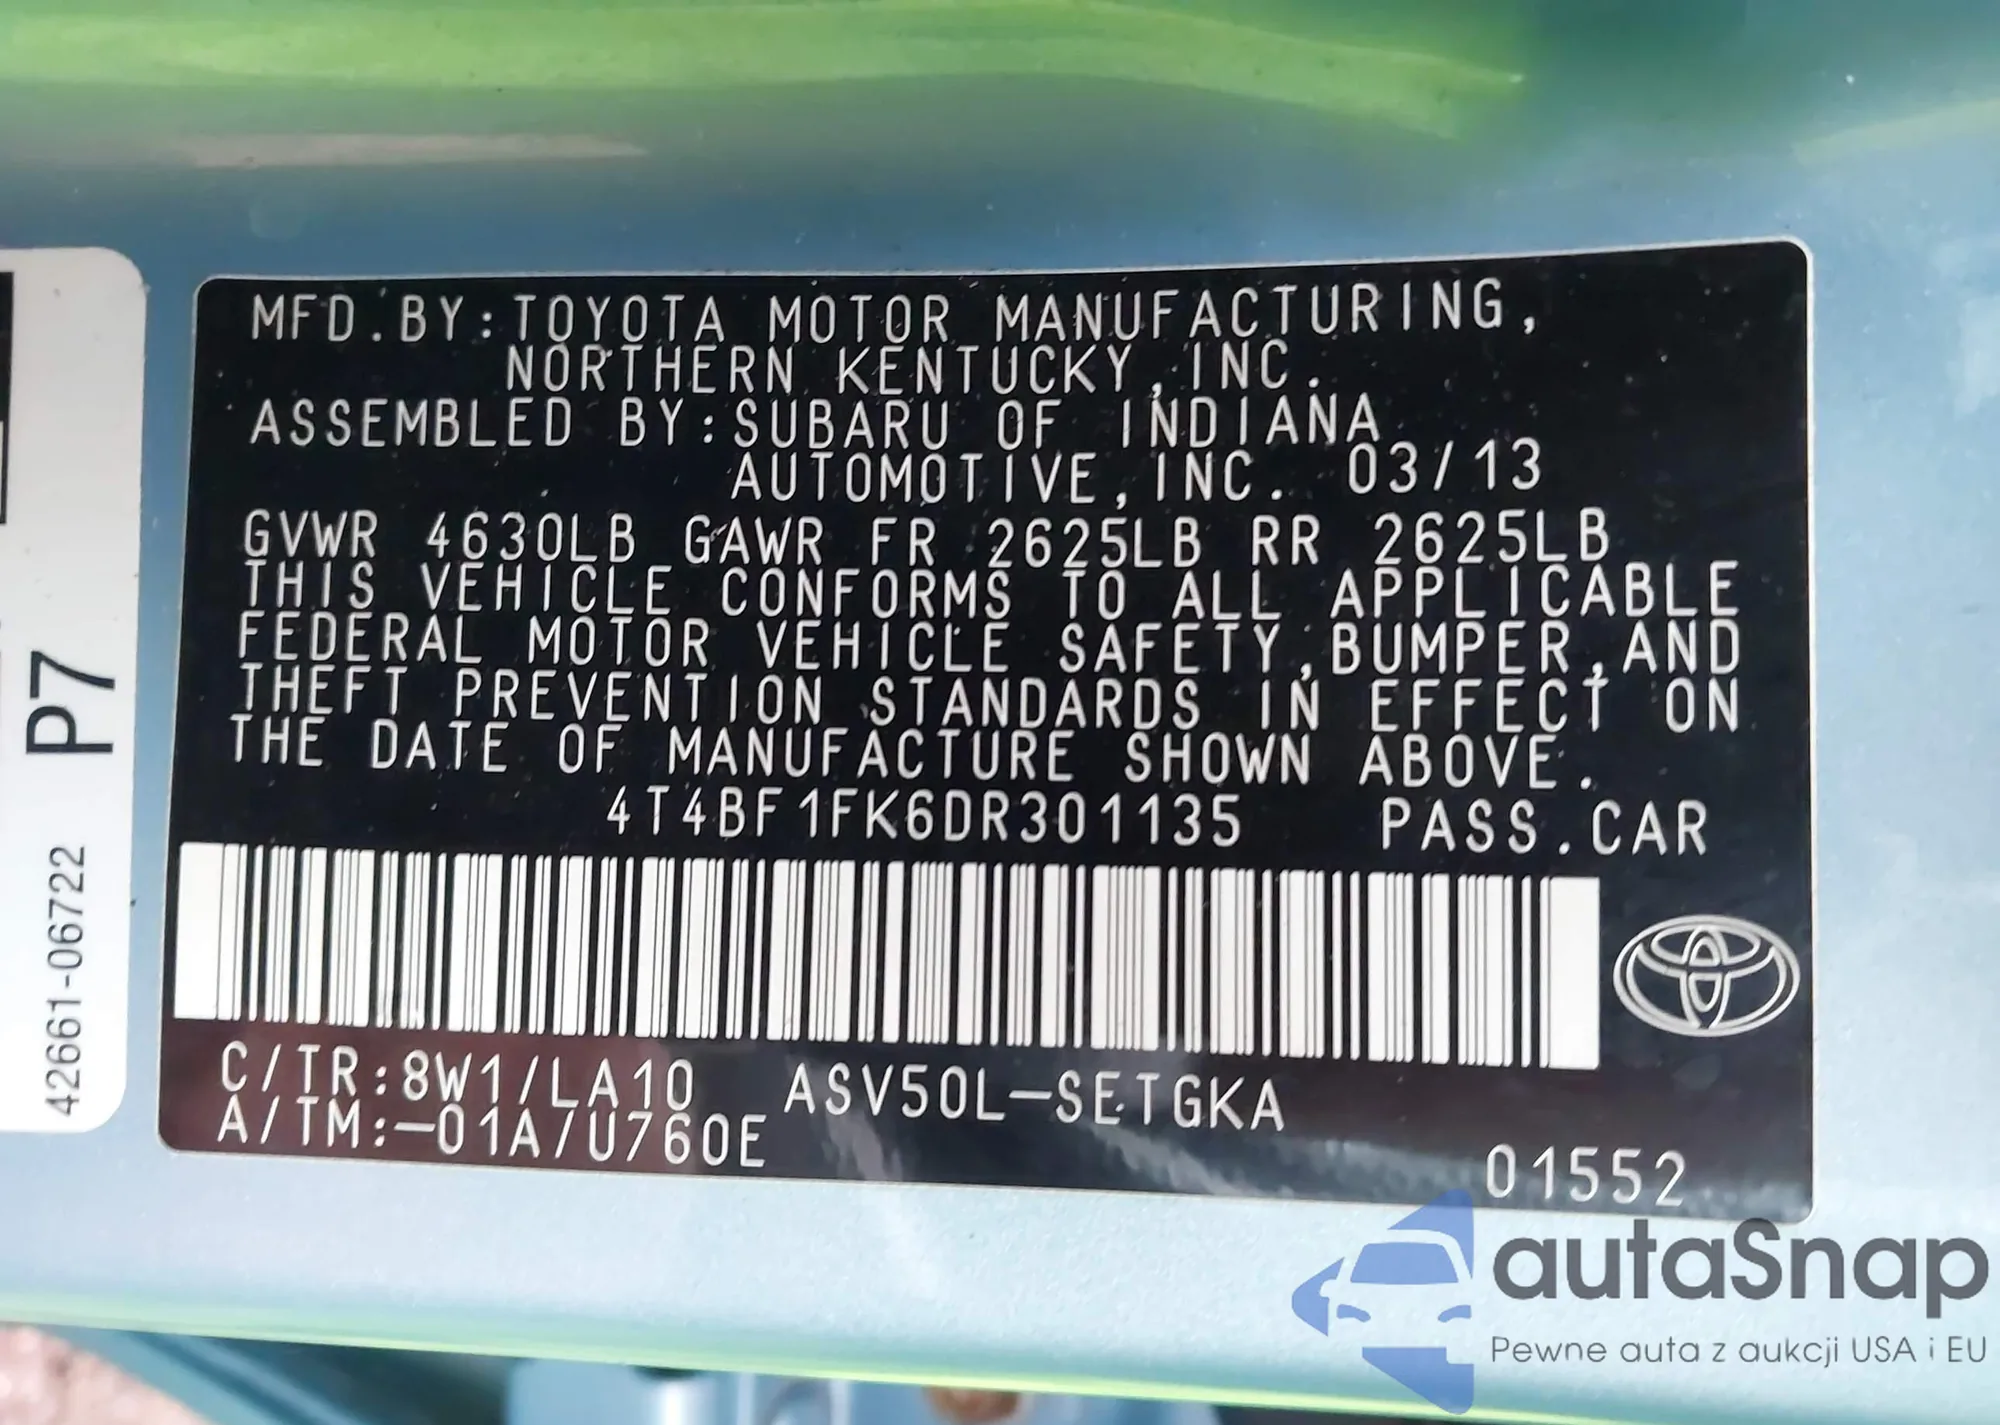 MFD.BY:TOYOTA MOTOR MANUFACTURING,
NORTHERN KENTUCKY,INC.
ASSEMBLED BY:SUBARU OF INDIANA
AUTOMOTIVE,INC. 03/13
GVWR 4630LB GAWR FR 2625LB RR 2625LB
THIS VEHICLE CONFORMS TO ALL APPLICABLE
FEDERAL MOTOR VEHICLE SAFETY,BUMPER,AND
THEFT PREVENTION STANDARDS IN EFFECT ON
THE DATE OF MANUFACTURE SHOWN ABOVE.
4T4BF1FK6DR301135 PASS.CAR
C/TR:8W1/LA10 ASV50L-SETGKA
A/TM:-01A/U760E
01552
42661-06722 P7
autaSnap
Pewne auta z aukcji USA i EU